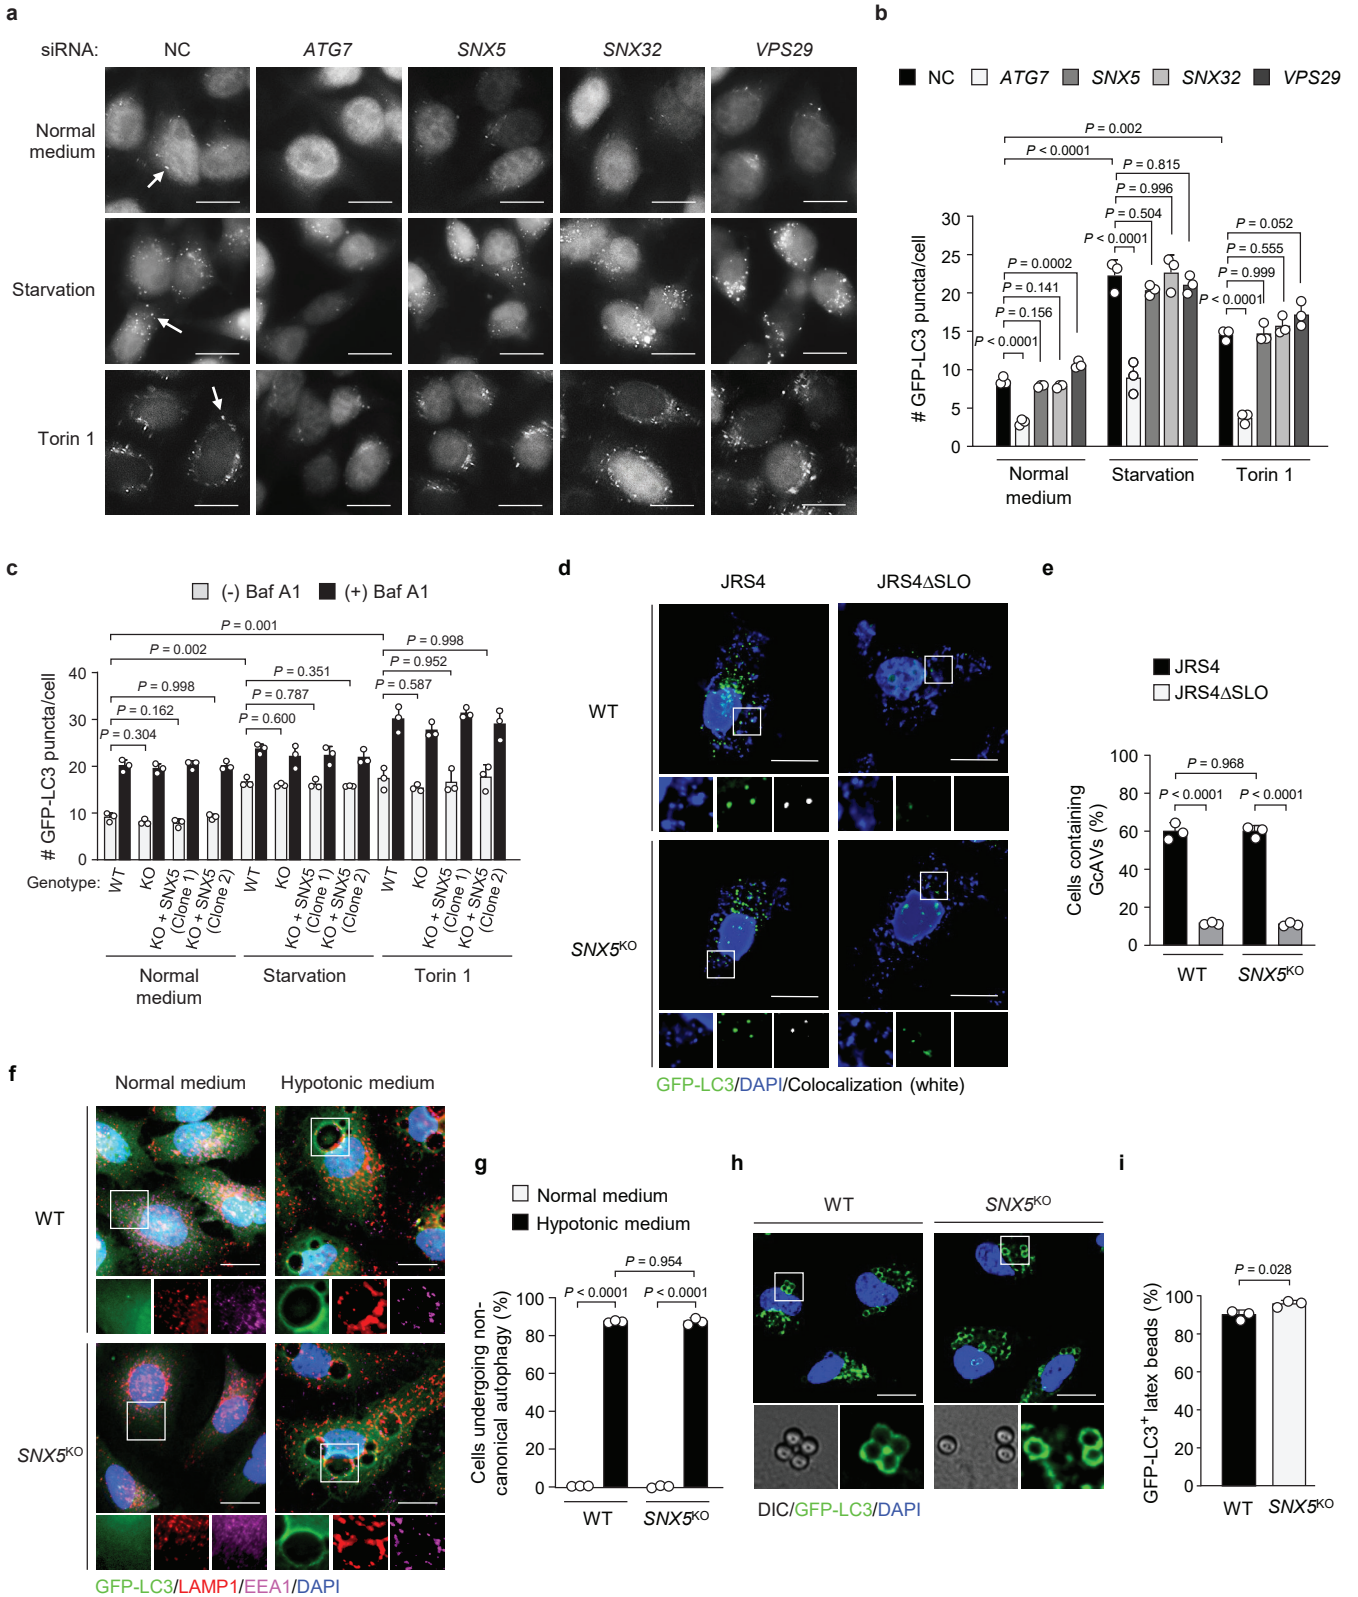 a
siRNA: NC ATG7 SNX5 SNX32 VPS29
Normal
medium
Starvation
Torin 1
b
NC ATG7 SNX5 SNX32 VPS29
P = 0.002
P < 0.0001
P = 0.815
P = 0.996
P = 0.504
P < 0.0001
P = 0.052
P = 0.555
P = 0.999
P < 0.0001
P = 0.0002
P = 0.141
P = 0.156
P < 0.0001
# GFP-LC3 puncta/cell
30
25
20
15
10
5
0
Normal
medium
Starvation
Torin 1
c
(-) Baf A1 (+) Baf A1
P = 0.001
P = 0.002
P = 0.998
P = 0.952
P = 0.587
P = 0.351
P = 0.787
P = 0.600
P = 0.998
P = 0.162
P = 0.304
# GFP-LC3 puncta/cell
40
30
20
10
0
Genotype:
WT
KO
KO + SNX5
(Clone 1)
KO + SNX5
(Clone 2)
WT
KO
KO + SNX5
(Clone 1)
KO + SNX5
(Clone 2)
WT
KO
KO + SNX5
(Clone 1)
KO + SNX5
(Clone 2)
Normal
medium
Starvation
Torin 1
d
JRS4 JRS4ΔSLO
WT
SNX5KO
GFP-LC3/DAPI/Colocalization (white)
e
JRS4
JRS4ΔSLO
P = 0.968
P < 0.0001 P < 0.0001
Cells containing
GcAVs (%)
100
80
60
40
20
0
WT SNX5KO
f
Normal medium Hypotonic medium
WT
SNX5KO
GFP-LC3/LAMP1/EEA1/DAPI
g
Normal medium
Hypotonic medium
P = 0.954
P < 0.0001 P < 0.0001
Cells undergoing non-
canonical autophagy (%)
100
80
60
40
20
0
WT SNX5KO
h
WT SNX5KO
DIC/GFP-LC3/DAPI
i
P = 0.028
GFP-LC3+ latex beads (%)
100
80
60
40
20
0
WT SNX5KO